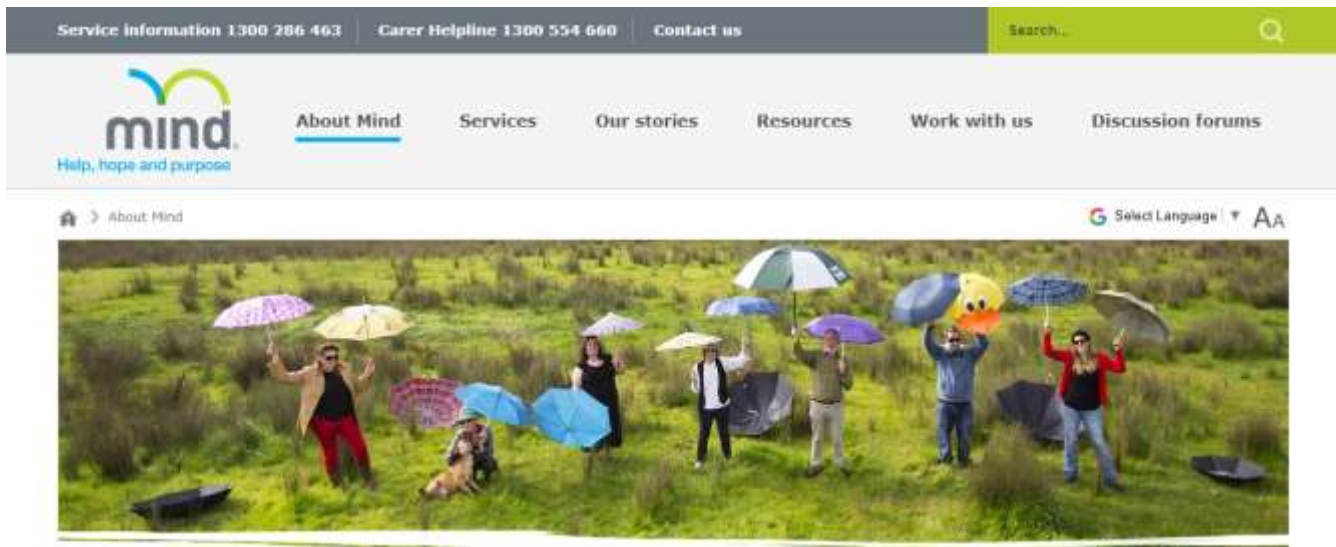 Service information 1300 286 463 Carer Helpline 1300 554 660 Contact us Search...
mind
Help, hope and purpose
About Mind Services Our stories Resources Work with us Discussion forums
> About Mind G Select Language ▼ AA